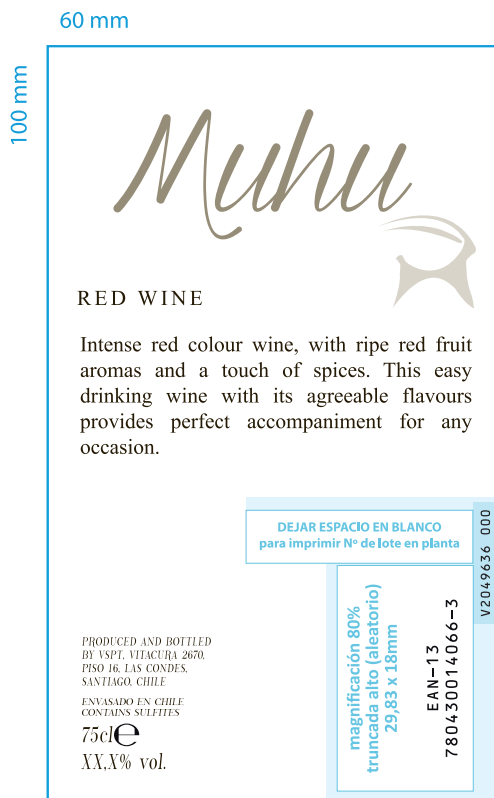 60 mm
100 mm
Muhu
RED WINE
Intense red colour wine, with ripe red fruit
aromas and a touch of spices. This easy
drinking wine with its agreeable flavours
provides perfect accompaniment for any
occasion.
DEJAR ESPACIO EN BLANCO
para imprimir Nº de lote en planta
V2049636 000
magnificación 80%
truncada alto (aleatorio)
29,83 x 18mm
EAN-13
780430014066-3
PRODUCED AND BOTTLED
BY VSPT, VITACURA 2670,
PISO 16, LAS CONDES,
SANTIAGO, CHILE
ENVASADO EN CHILE
CONTAINS SULFITES
75cl℮
XX,X% vol.